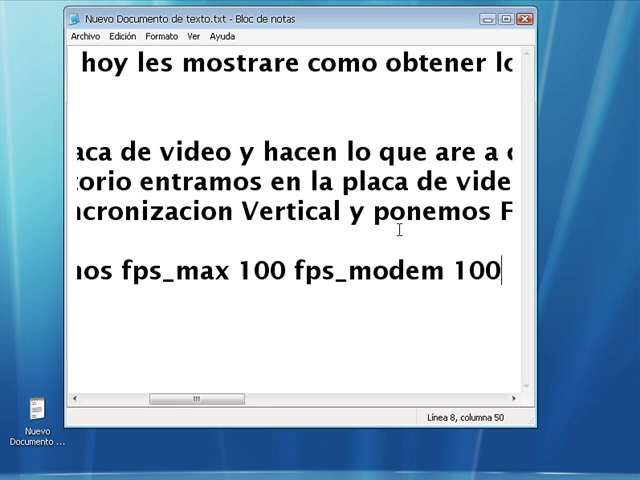 Nuevo Documento de texto.txt - Bloc de notas
Archivo Edición Formato Ver Ayuda
hoy les mostrare como obtener lo
aca de video y hacen lo que are a
torio entramos en la placa de vide
ncronizacion Vertical y ponemos F
nos fps_max 100 fps_modem 100
Línea 8, columna 50
Nuevo
Documento ...